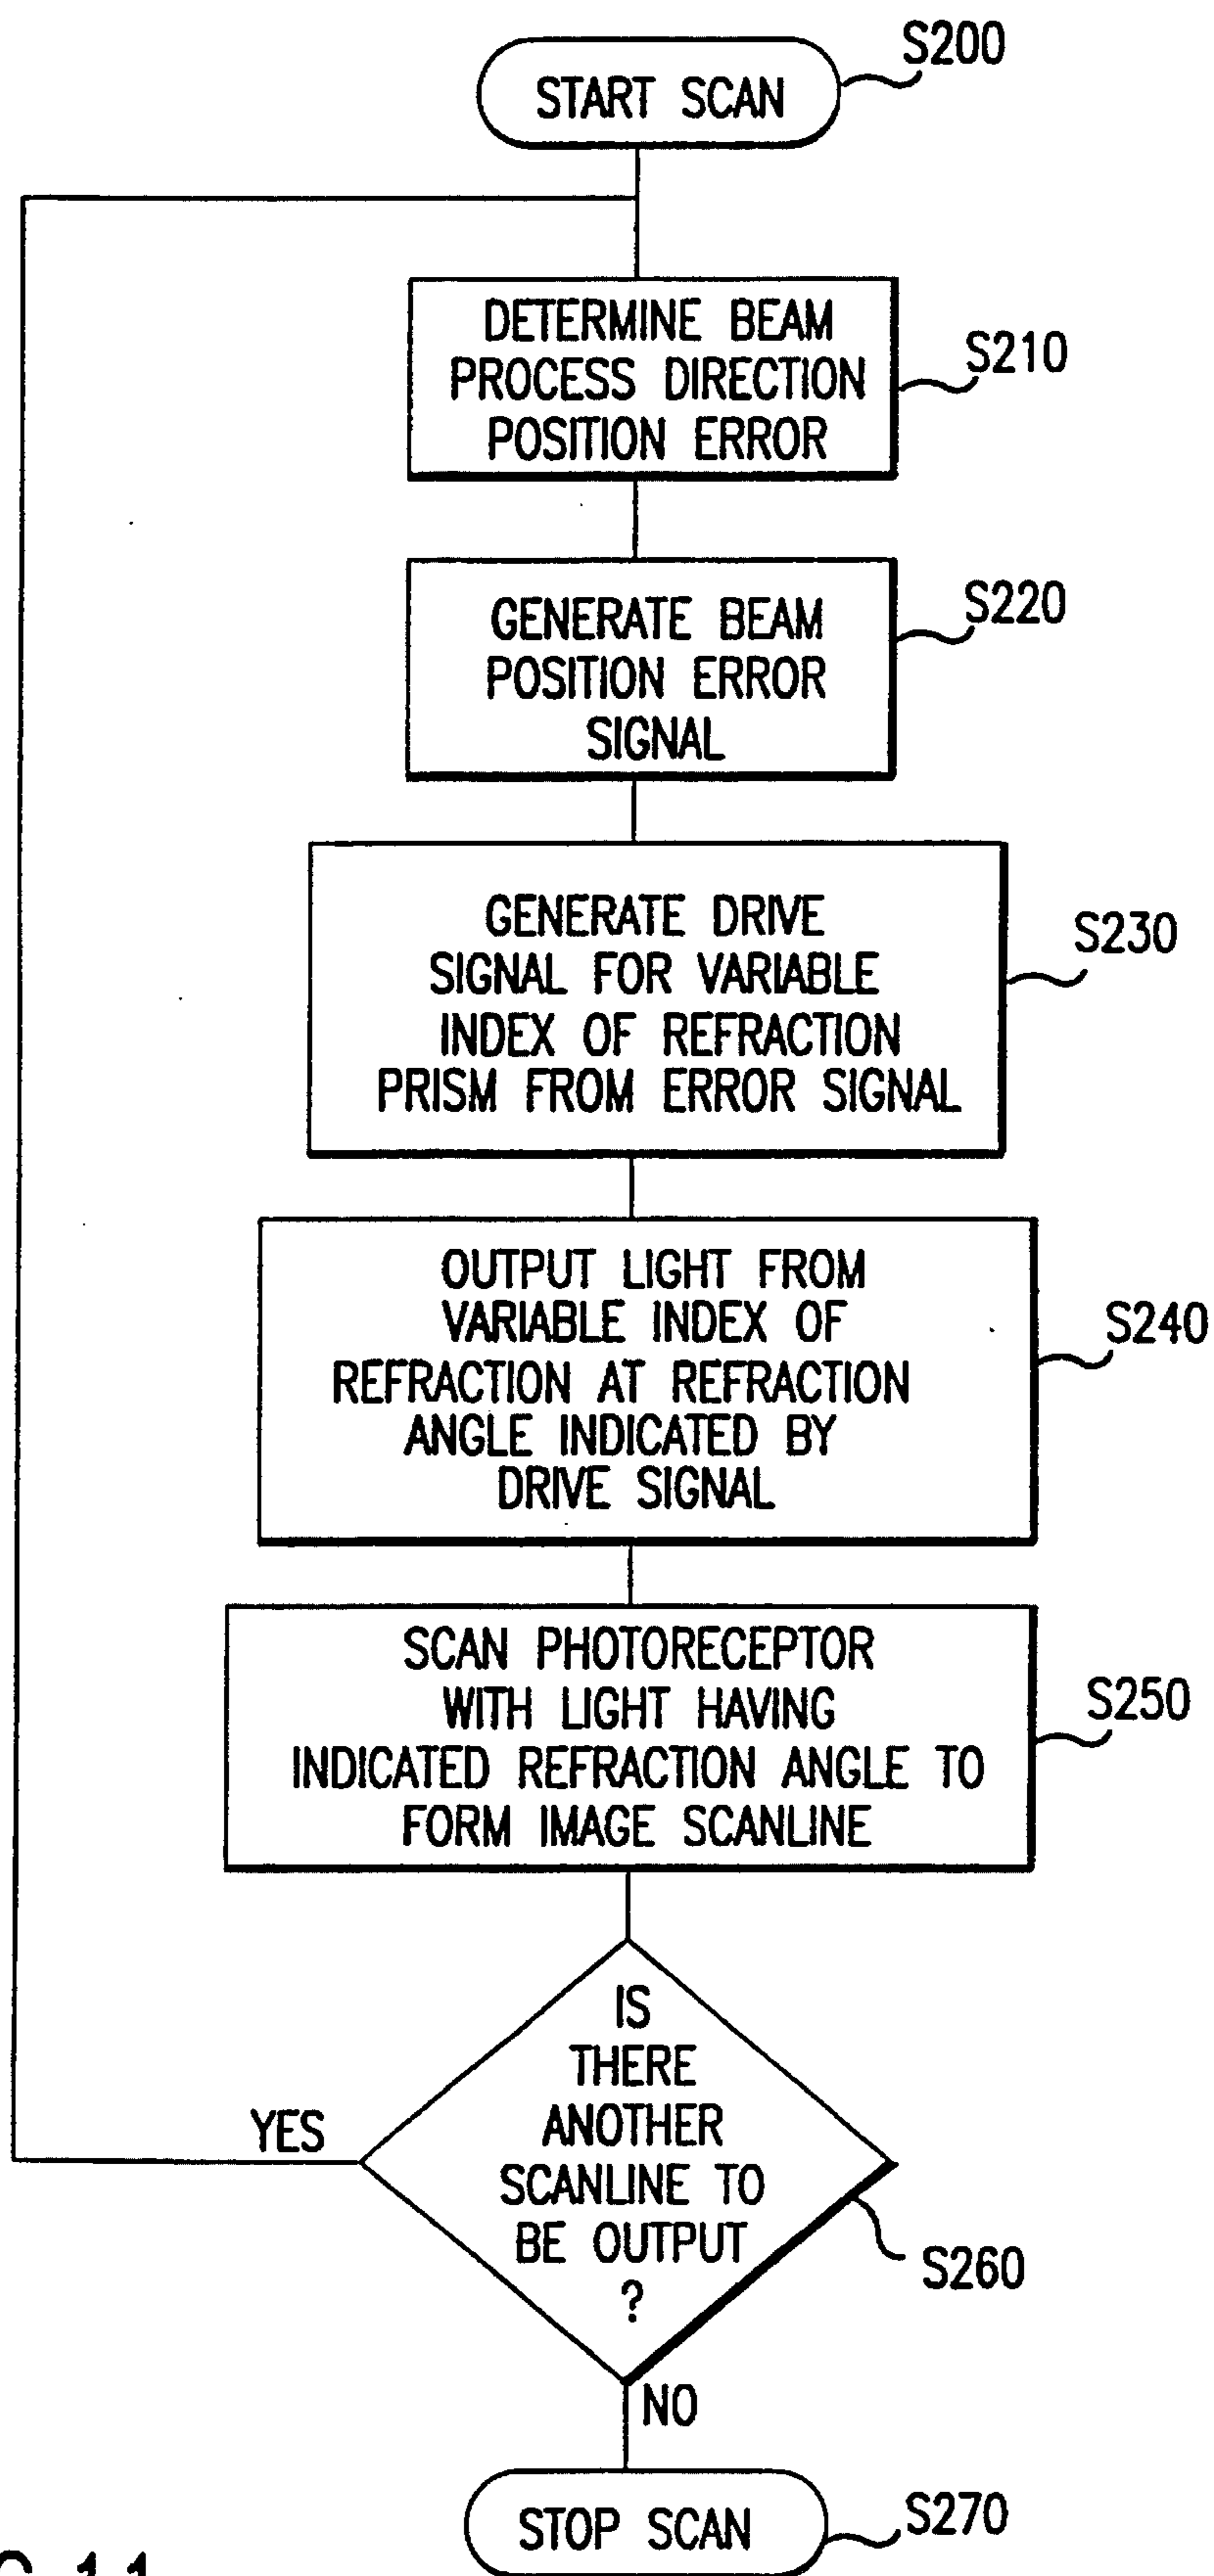 START SCAN
S200
DETERMINE BEAM
PROCESS DIRECTION
POSITION ERROR
S210
GENERATE BEAM
POSITION ERROR
SIGNAL
S220
GENERATE DRIVE
SIGNAL FOR VARIABLE
INDEX OF REFRACTION
PRISM FROM ERROR SIGNAL
S230
OUTPUT LIGHT FROM
VARIABLE INDEX OF
REFRACTION AT REFRACTION
ANGLE INDICATED BY
DRIVE SIGNAL
S240
SCAN PHOTORECEPTOR
WITH LIGHT HAVING
INDICATED REFRACTION ANGLE TO
FORM IMAGE SCANLINE
S250
IS
THERE
ANOTHER
SCANLINE TO
BE OUTPUT
?
YES
S260
NO
STOP SCAN
S270